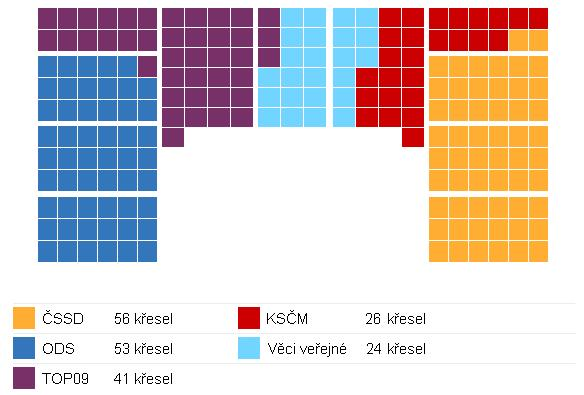 ČSSD 56 křesel KSČM 26 křesel
ODS 53 křesel Věci veřejné 24 křesel
TOP09 41 křesel